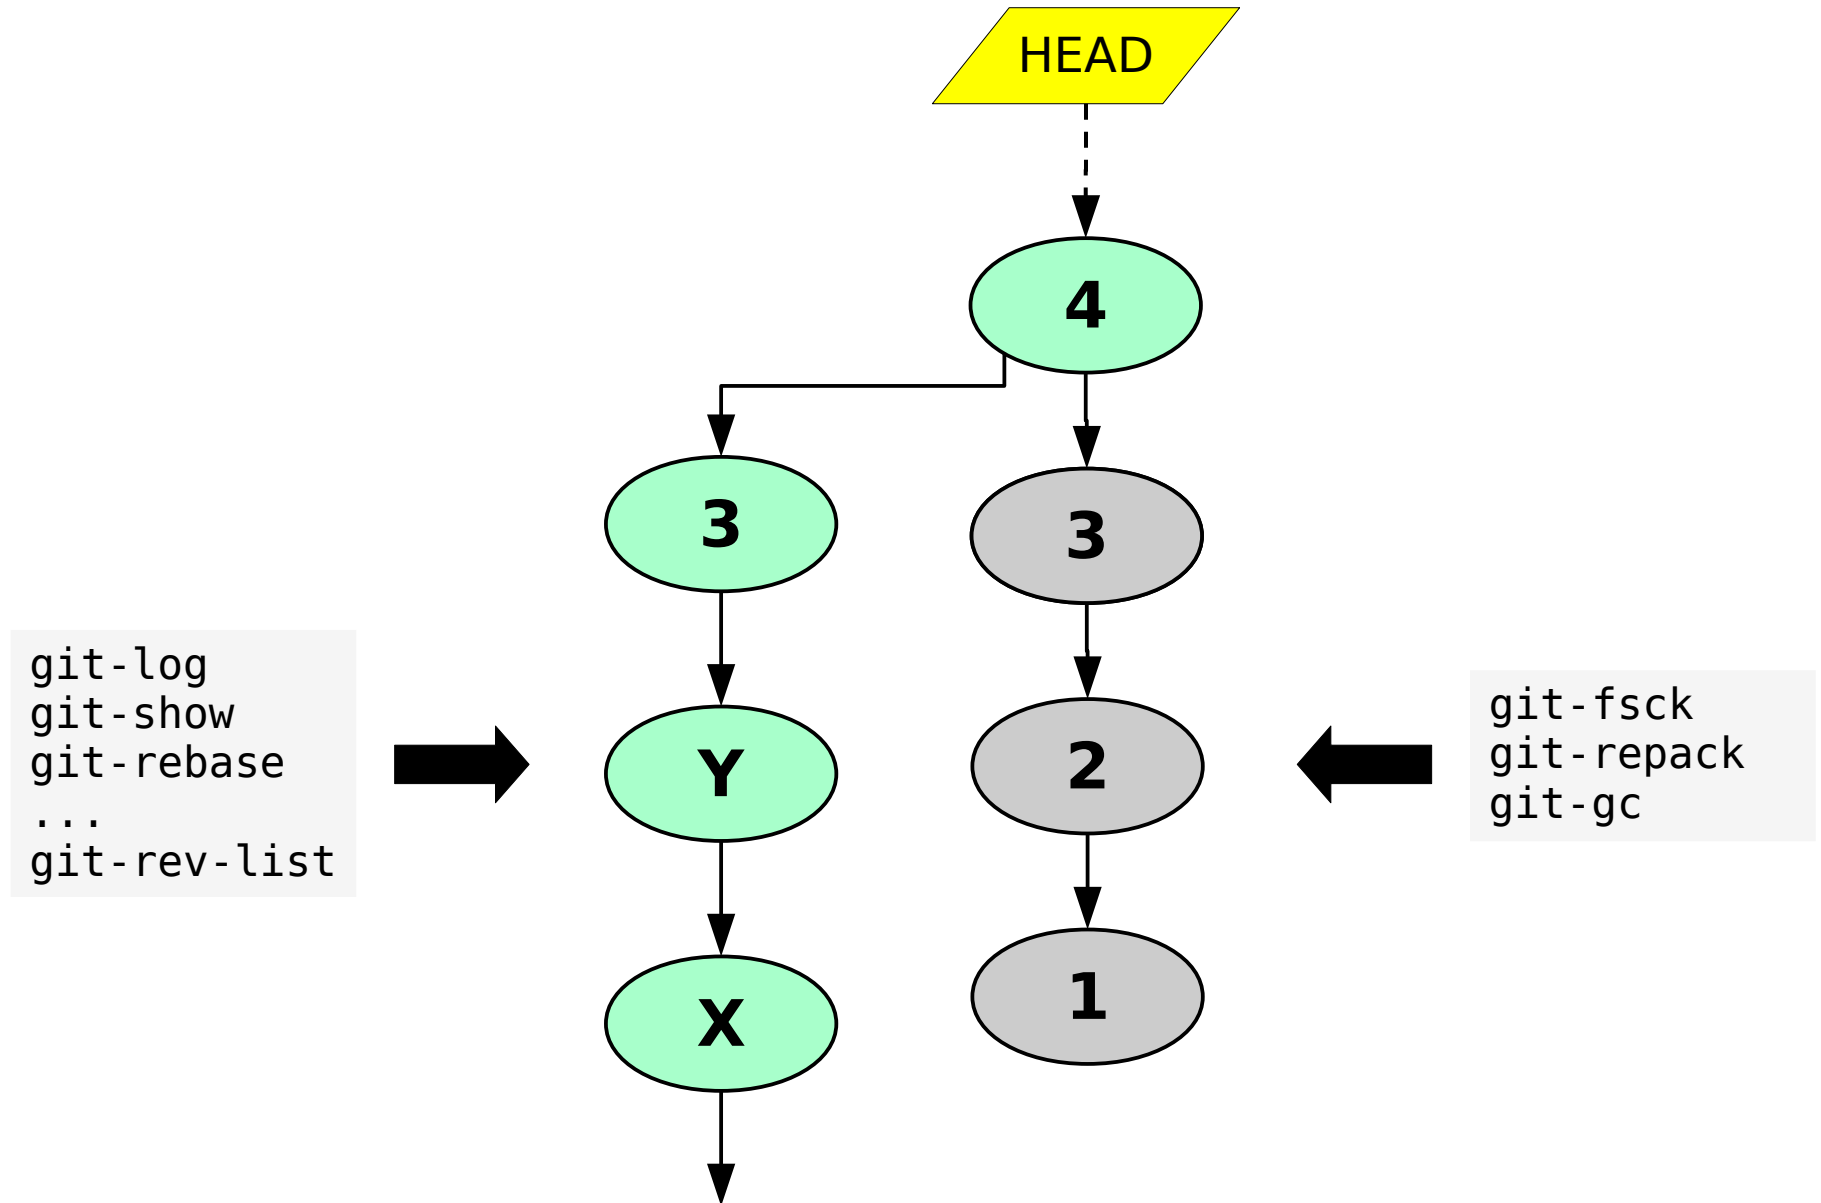 HEAD
4
3
3
git-log
git-show
git-rebase
...
git-rev-list
Y
2
git-fsck
git-repack
git-gc
X
1